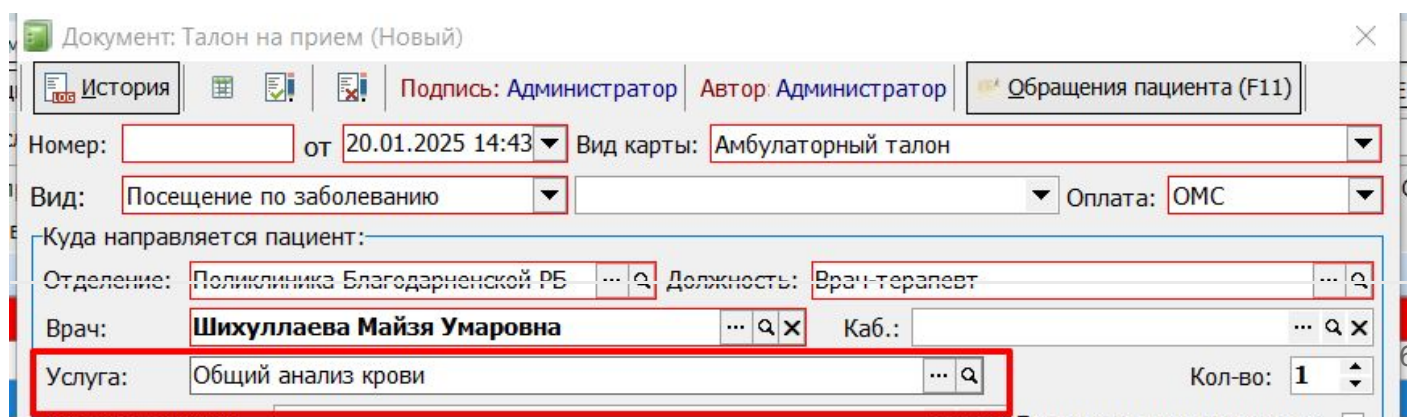 Документ: Талон на прием (Новый)
История Подпись: Администратор Автор: Администратор Обращения пациента (F11)
Номер: от 20.01.2025 14:43 Вид карты: Амбулаторный талон
Вид: Посещение по заболеванию Оплата: ОМС
Куда направляется пациент:
Отделение: Поликлиника Благодарненской РБ ... Должность: Врач-терапевт ...
Врач: Шихуллаева Майзя Умаровна ... Каб.: ...
Услуга: Общий анализ крови ... Кол-во: 1